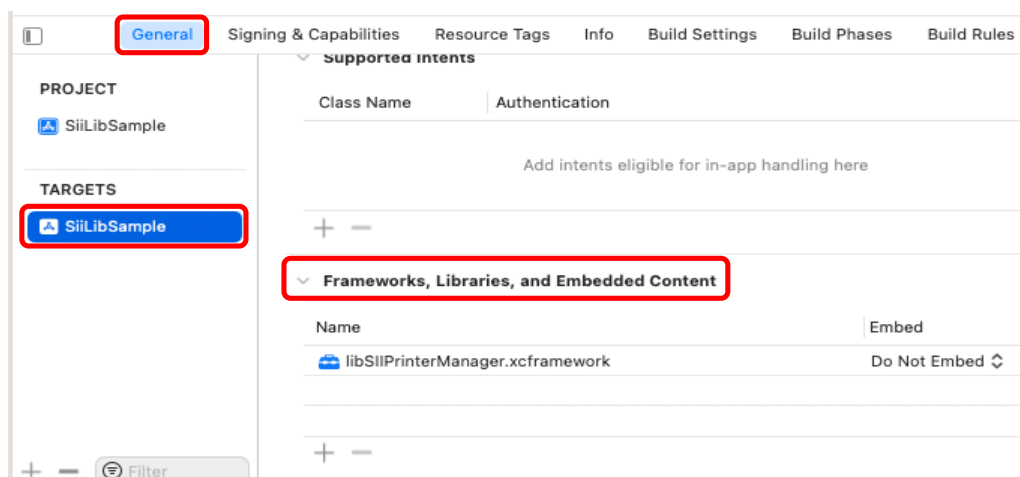 General Signing & Capabilities Resource Tags Info Build Settings Build Phases Build Rules
PROJECT
SiiLibSample
TARGETS
SiiLibSample
Filter
Supported Intents
Class Name Authentication
Add intents eligible for in-app handling here
Frameworks, Libraries, and Embedded Content
Name Embed
libSIIPrinterManager.xcframework Do Not Embed